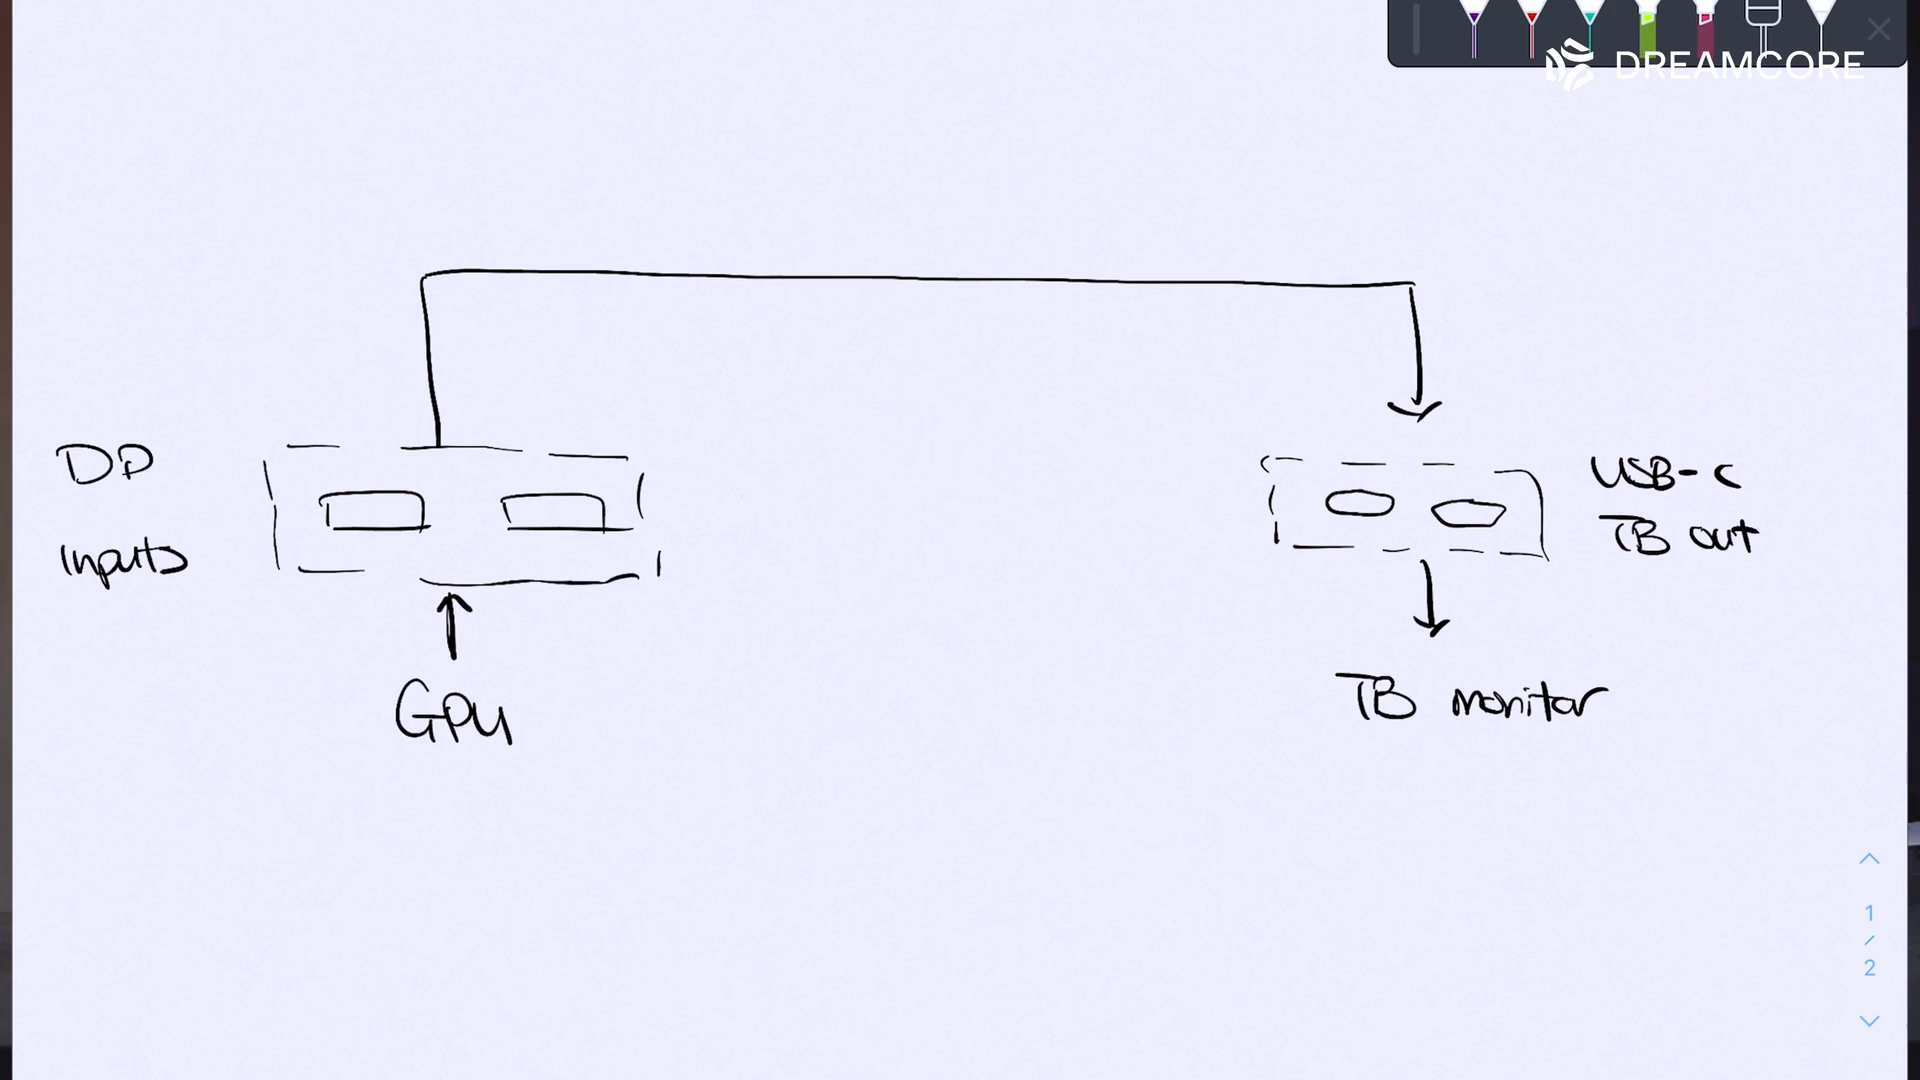 DREAMCORE
DP
Inputs
USB-C
TB out
GPU
TB monitor
1
/
2